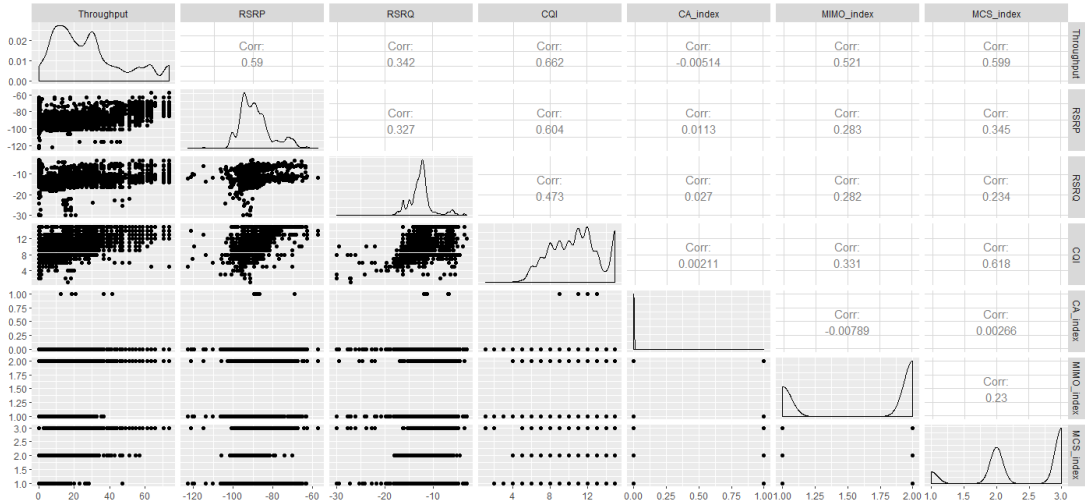 Throughput RSRP RSRQ CQI CA_index MIMO_index MCS_index
0.02
0.01
0.00
Corr:
0.59
Corr:
0.342
Corr:
0.662
Corr:
-0.00514
Corr:
0.521
Corr:
0.599
Throughput
-60
-80
-100
-120
Corr:
0.327
Corr:
0.604
Corr:
0.0113
Corr:
0.283
Corr:
0.345
RSRP
-10
-20
-30
Corr:
0.473
Corr:
0.027
Corr:
0.282
Corr:
0.234
RSRQ
12
8
4
Corr:
0.00211
Corr:
0.331
Corr:
0.618
CQI
1.00
0.75
0.50
0.25
0.00
Corr:
-0.00789
Corr:
0.00266
CA_index
2.00
1.75
1.50
1.25
1.00
Corr:
0.23
MIMO_index
3.0
2.5
2.0
1.5
1.0
MCS_index
0 20 40 60
-120 -100 -80 -60
-30 -20 -10
4 8 12
0.00 0.25 0.50 0.75 1.00
1.00 1.25 1.50 1.75 2.00
1.0 1.5 2.0 2.5 3.0